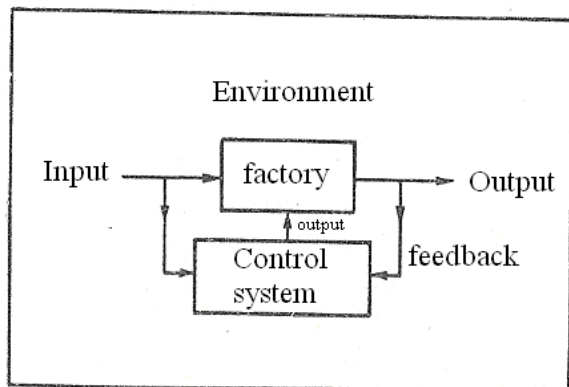 Environment
Input
factory
Output
output
feedback
Control
system